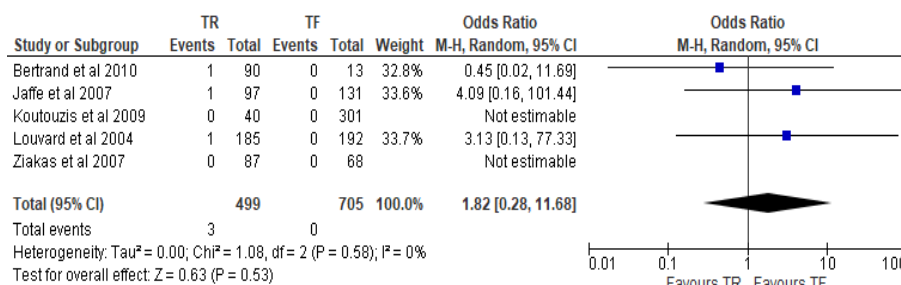 TR TF Odds Ratio Odds Ratio
Study or Subgroup Events Total Events Total Weight M-H, Random, 95% CI M-H, Random, 95% CI
Bertrand et al 2010 1 90 0 13 32.8% 0.45 [0.02, 11.69]
Jaffe et al 2007 1 97 0 131 33.6% 4.09 [0.16, 101.44]
Koutouzis et al 2009 0 40 0 301 Not estimable
Louvard et al 2004 1 185 0 192 33.7% 3.13 [0.13, 77.33]
Ziakas et al 2007 0 87 0 68 Not estimable
Total (95% CI) 499 705 100.0% 1.82 [0.28, 11.68]
Total events 3 0
Heterogeneity: Tau² = 0.00; Chi² = 1.08, df = 2 (P = 0.58); I² = 0%
Test for overall effect: Z = 0.63 (P = 0.53)
0.01 0.1 1 10 100
Favours TR Favours TF